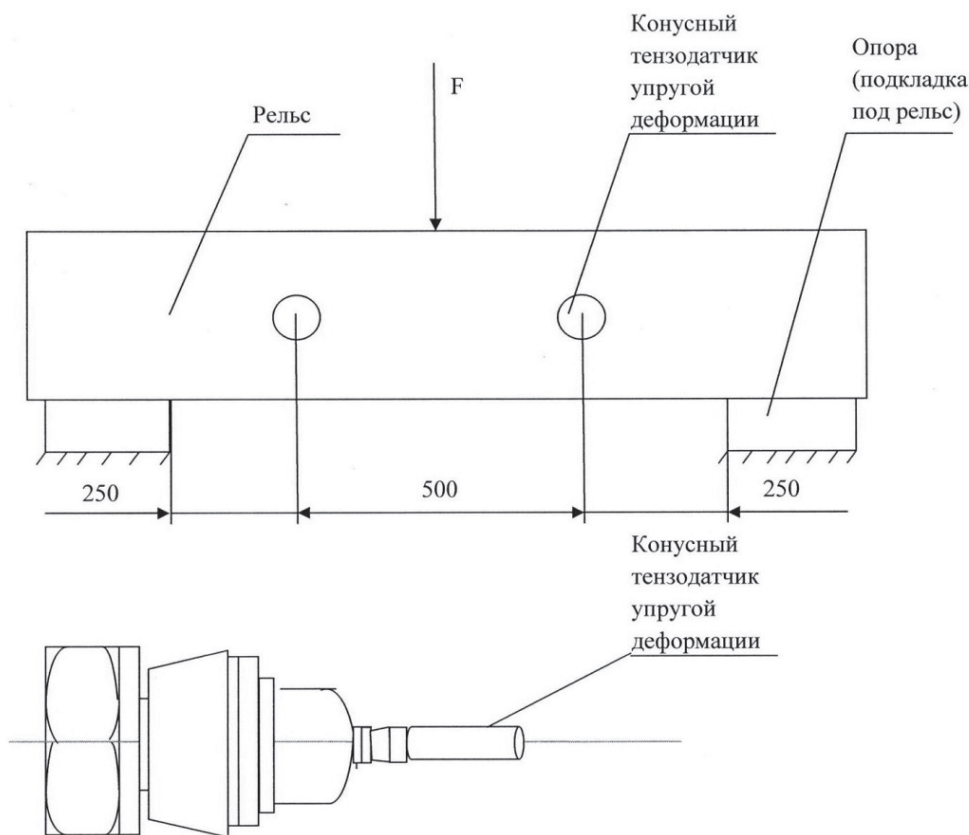 Конусный
тензодатчик
упругой
деформации
Опора
(подкладка
под рельс)
F
Рельс
250
500
250
Конусный
тензодатчик
упругой
деформации